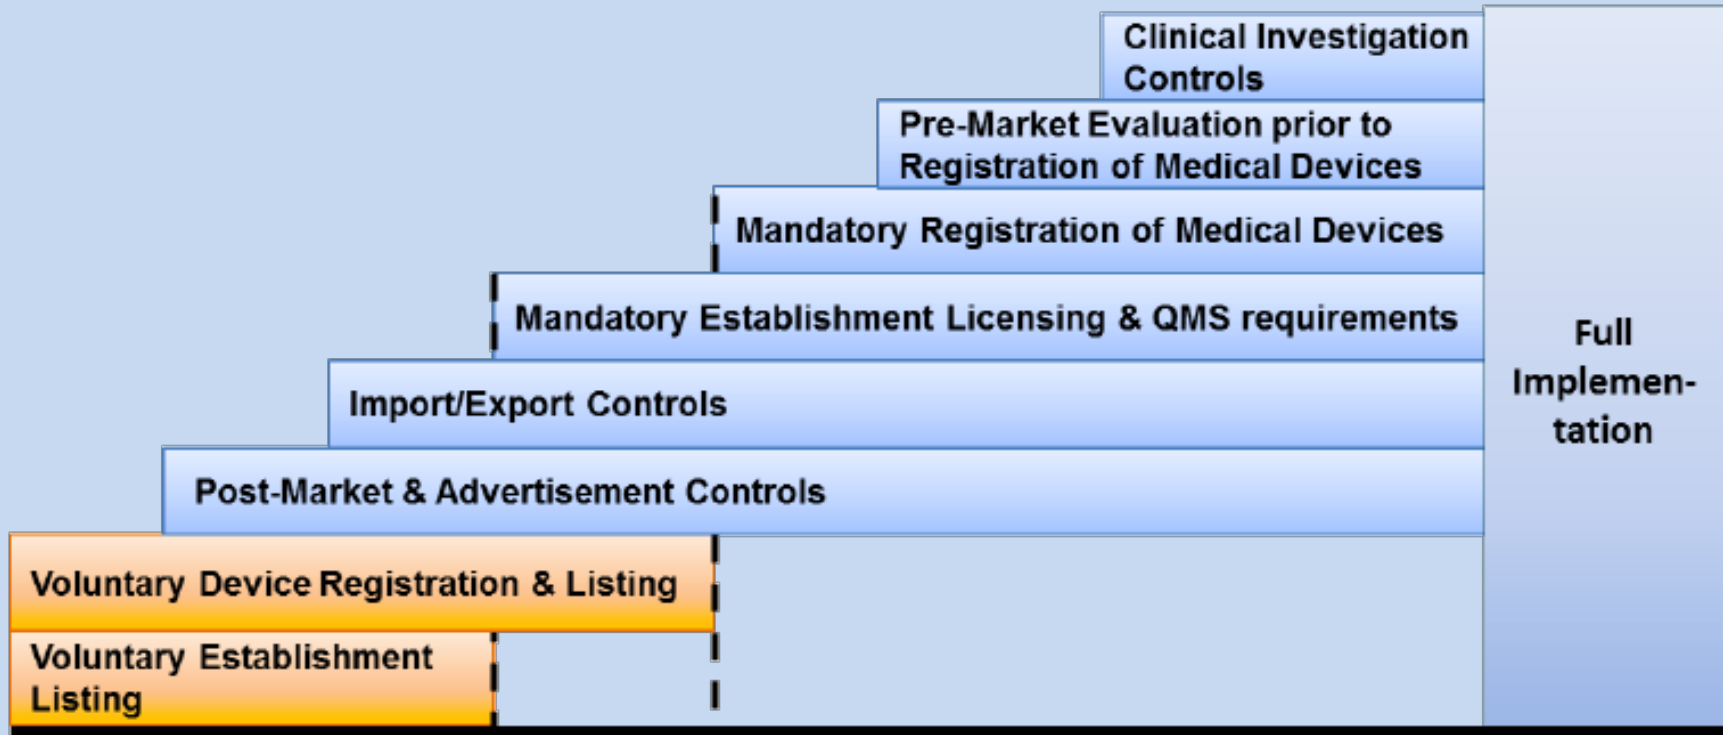 Clinical Investigation
Controls
Pre-Market Evaluation prior to
Registration of Medical Devices
Mandatory Registration of Medical Devices
Mandatory Establishment Licensing & QMS requirements
Import/Export Controls
Post-Market & Advertisement Controls
Voluntary Device Registration & Listing
Voluntary Establishment
Listing
Full
Implemen-
tation